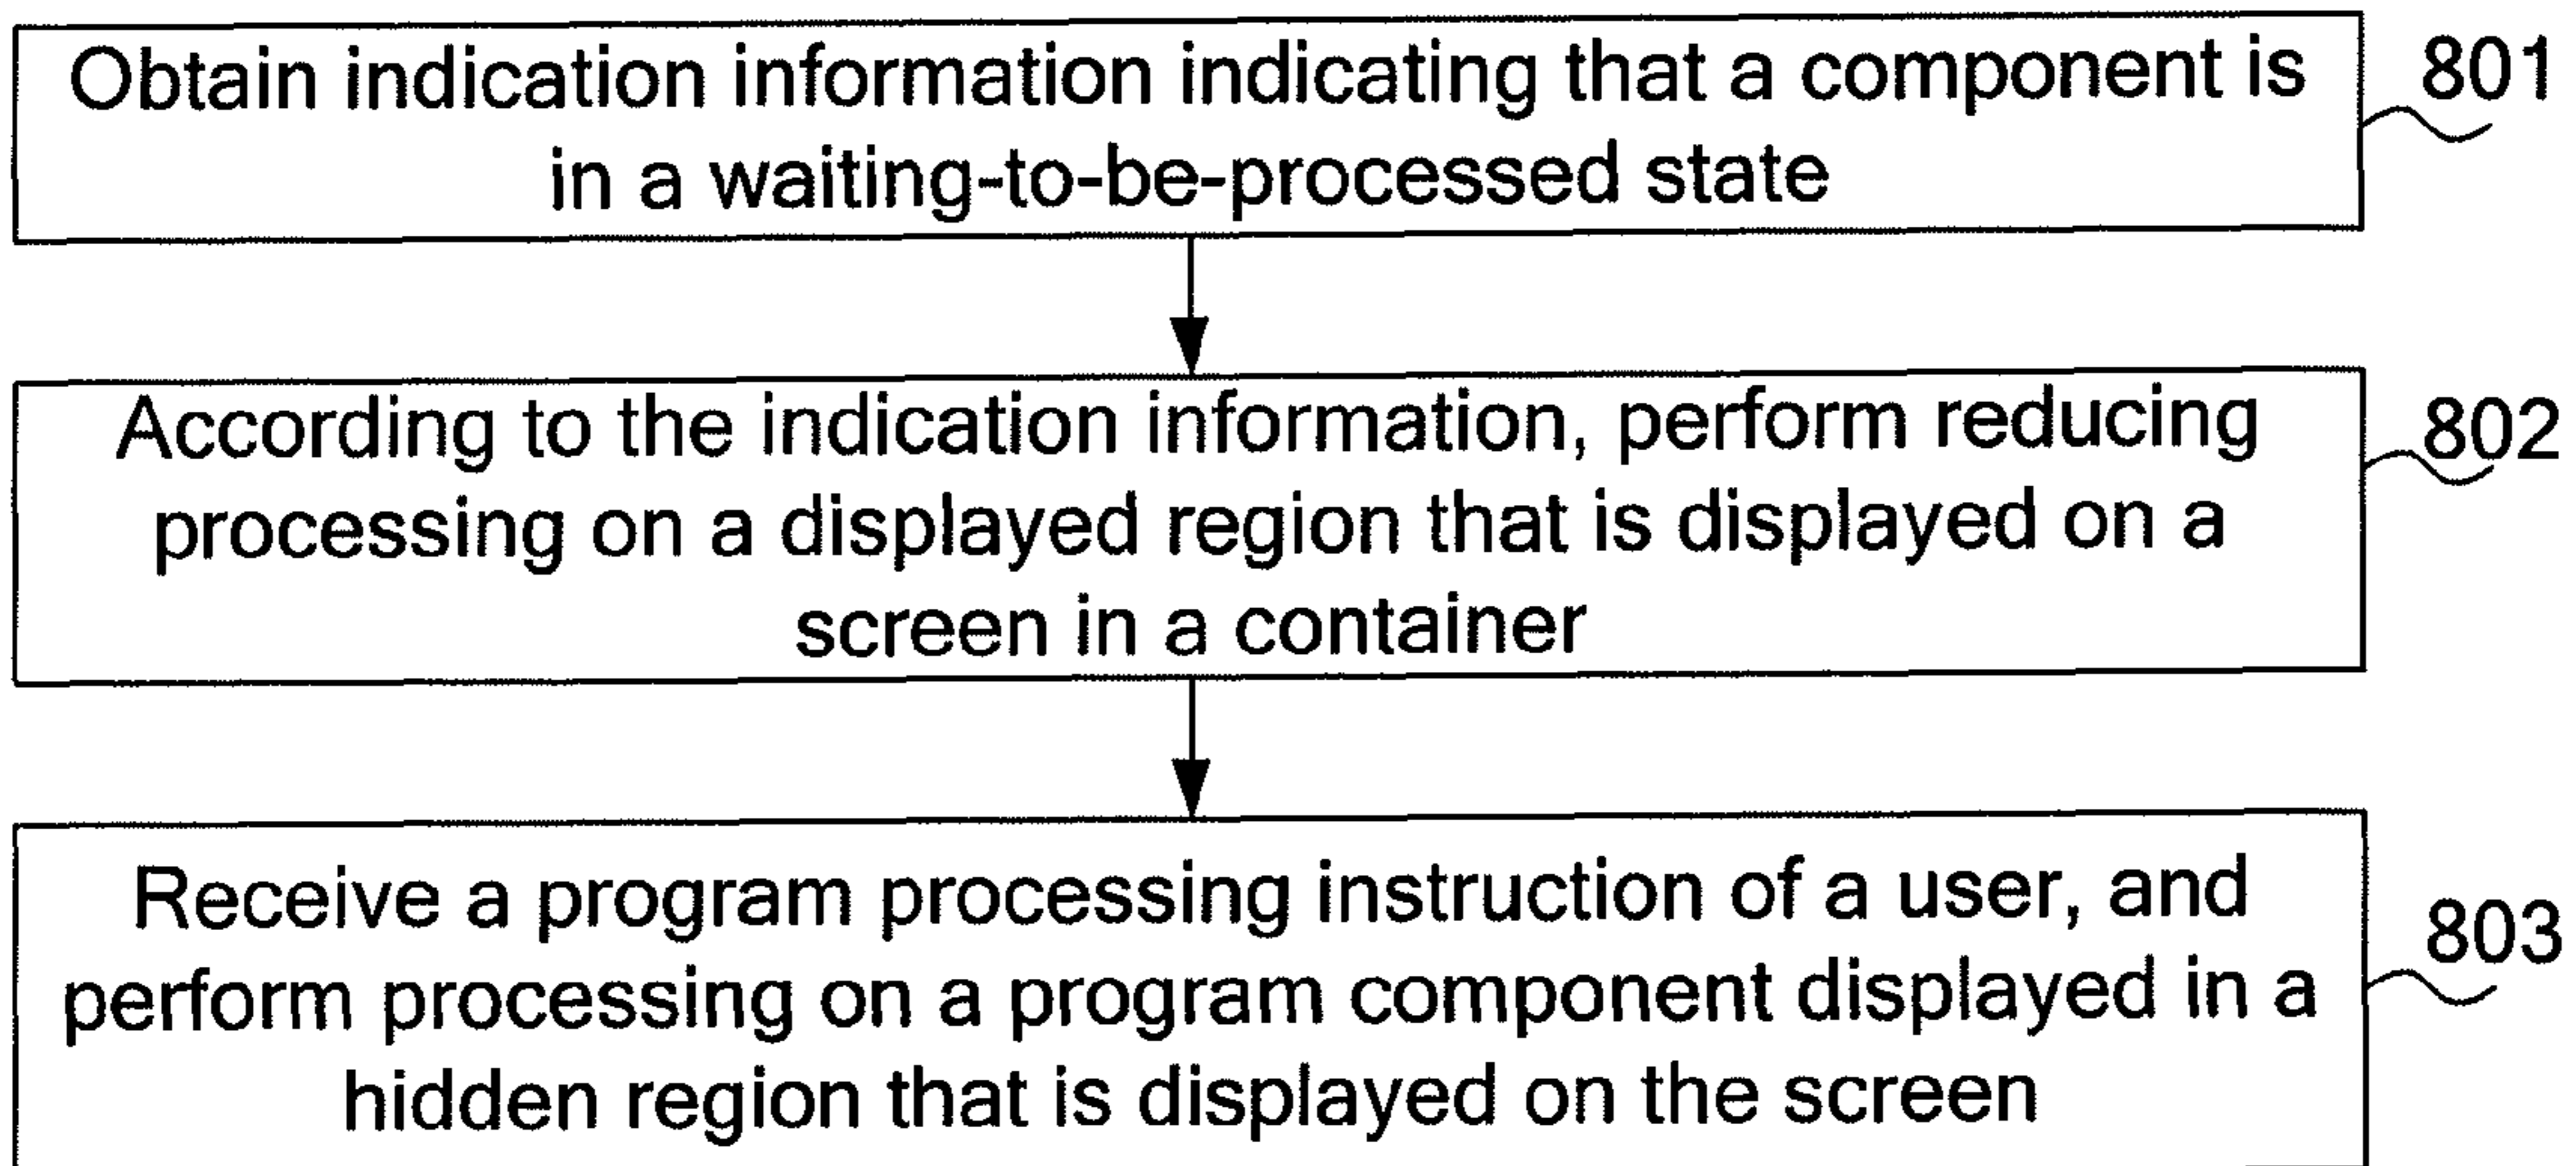 Obtain indication information indicating that a component is
in a waiting-to-be-processed state
801
According to the indication information, perform reducing
processing on a displayed region that is displayed on a
screen in a container
802
Receive a program processing instruction of a user, and
perform processing on a program component displayed in a
hidden region that is displayed on the screen
803